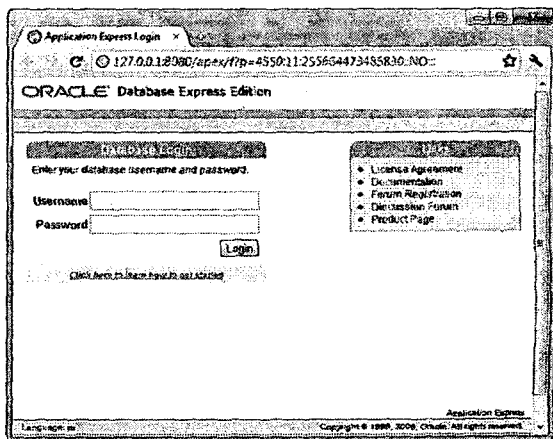 Application Express Login ×
127.0.0.1:8080/apex/f?p=4550:11:
ORACLE Database Express Edition
Database Login
Enter your database username and password.
Username
Password
Login
Click here to learn how to get started
Links
License Agreement
Documentation
Forum Registration
Discussion Forum
Product Page
Application Express
Language:
Copyright © 1999, 2006, Oracle. All rights reserved.